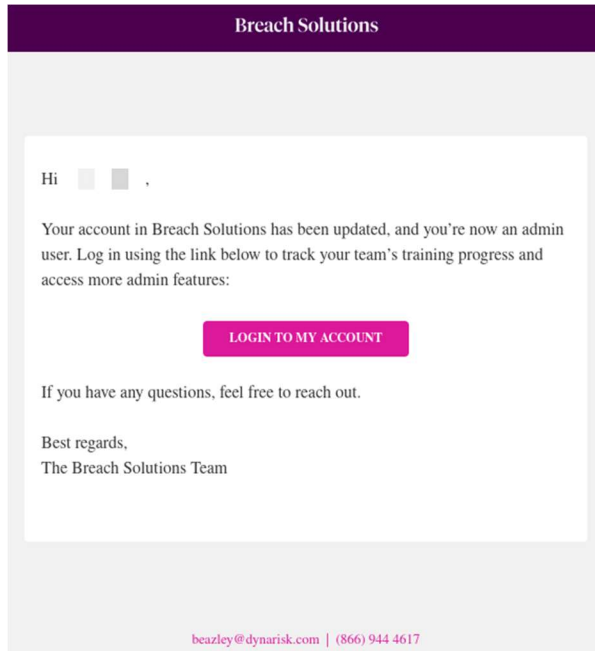 Breach Solutions
Hi ,
Your account in Breach Solutions has been updated, and you’re now an admin
user. Log in using the link below to track your team’s training progress and
access more admin features:
LOGIN TO MY ACCOUNT
If you have any questions, feel free to reach out.
Best regards,
The Breach Solutions Team
beazley@dynarisk.com | (866) 944 4617